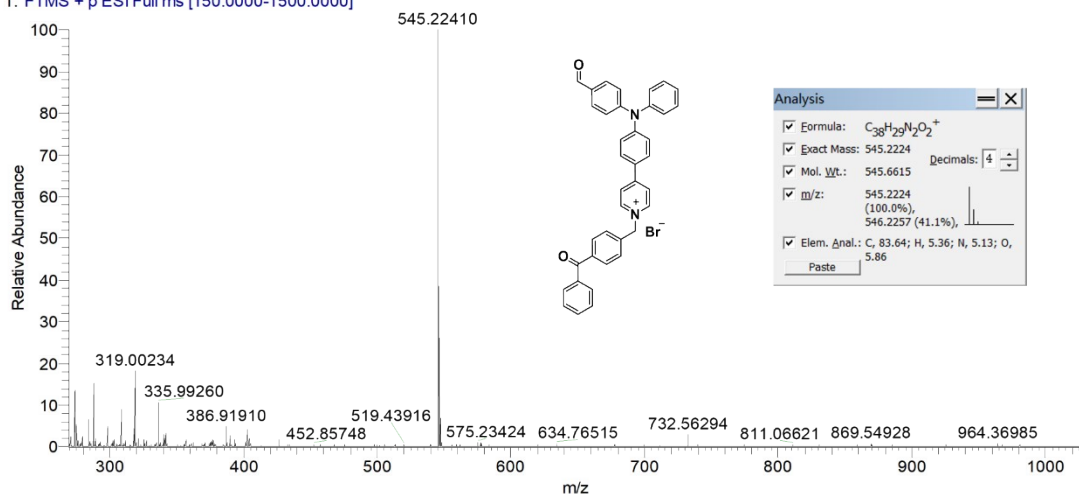 T: FTMS + p ESI Full ms [150.0000-1500.0000]
545.22410
100
90
80
70
60
50
40
30
20
10
0
Relative Abundance
319.00234
335.99260
386.91910
452.85748
519.43916
575.23424
634.76515
732.56294
811.06621
869.54928
964.36985
300
400
500
600
700
800
900
1000
m/z
O
N
N
+
Br−
O
Analysis
Formula: C38H29N2O2+
Exact Mass: 545.2224
Decimals: 4
Mol. Wt.: 545.6615
m/z: 545.2224
(100.0%),
546.2257 (41.1%),
Elem. Anal.: C, 83.64; H, 5.36; N, 5.13; O,
5.86
Paste